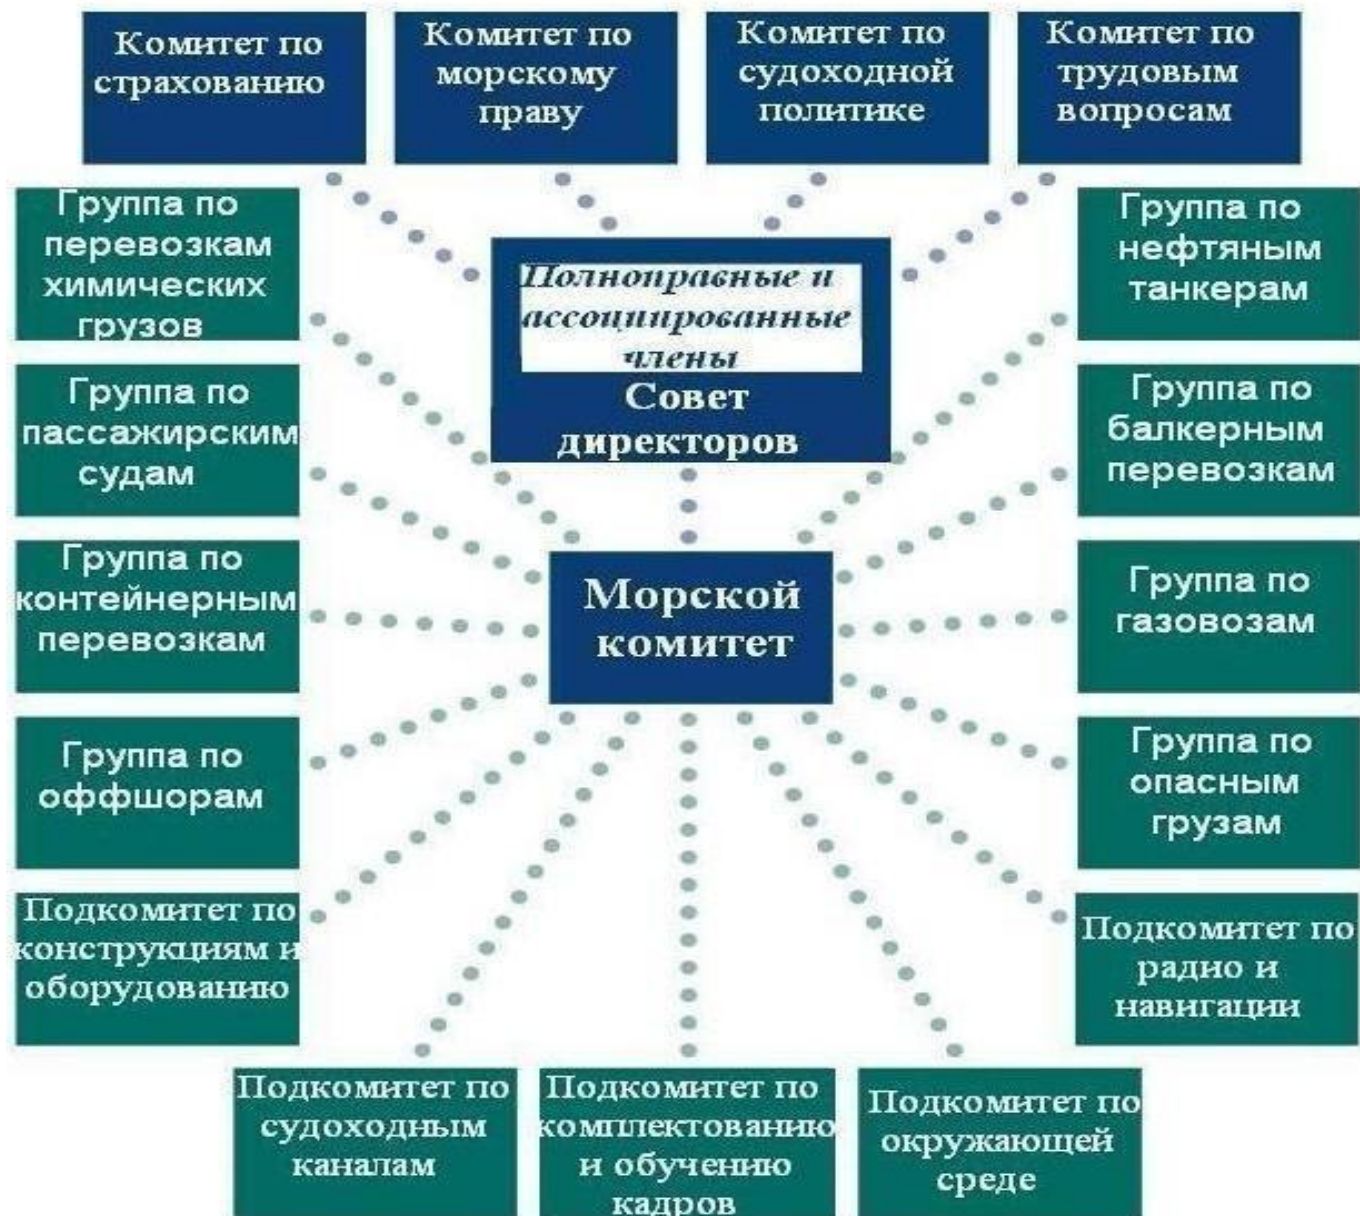 Комитет по
страхованию
Комитет по
морскому
праву
Комитет по
судоходной
политике
Комитет по
трудовым
вопросам
Группа по
перевозкам
химических
грузов
Полноправные и
ассоциированные
члены
Совет
директоров
Группа по
нефтяным
танкерам
Группа по
пассажирским
судам
Группа по
балкерным
перевозкам
Группа по
контейнерным
перевозкам
Морской
комитет
Группа по
газовозам
Группа по
оффшорам
Группа по
опасным
грузам
Подкомитет по
конструкциям и
оборудованию
Подкомитет по
радио и
навигации
Подкомитет по
судоходным
каналам
Подкомитет по
комплектованию
и обучению
кадров
Подкомитет по
окружающей
среде